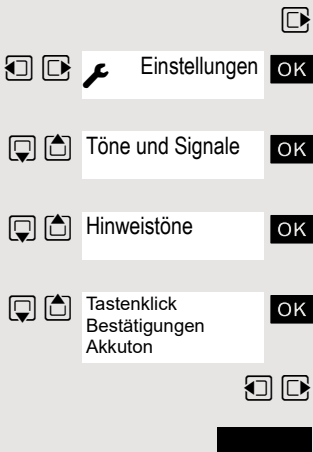 Einstellungen OK
Töne und Signale OK
Hinweistöne OK
Tastenklick OK
Bestätigungen
Akkuton